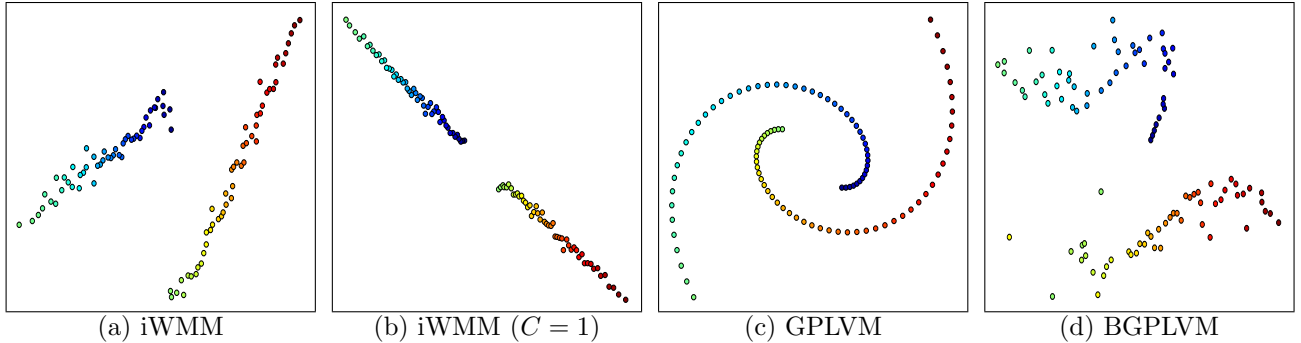 (a) iWMM
(b) iWMM (C = 1)
(c) GPLVM
(d) BGPLVM